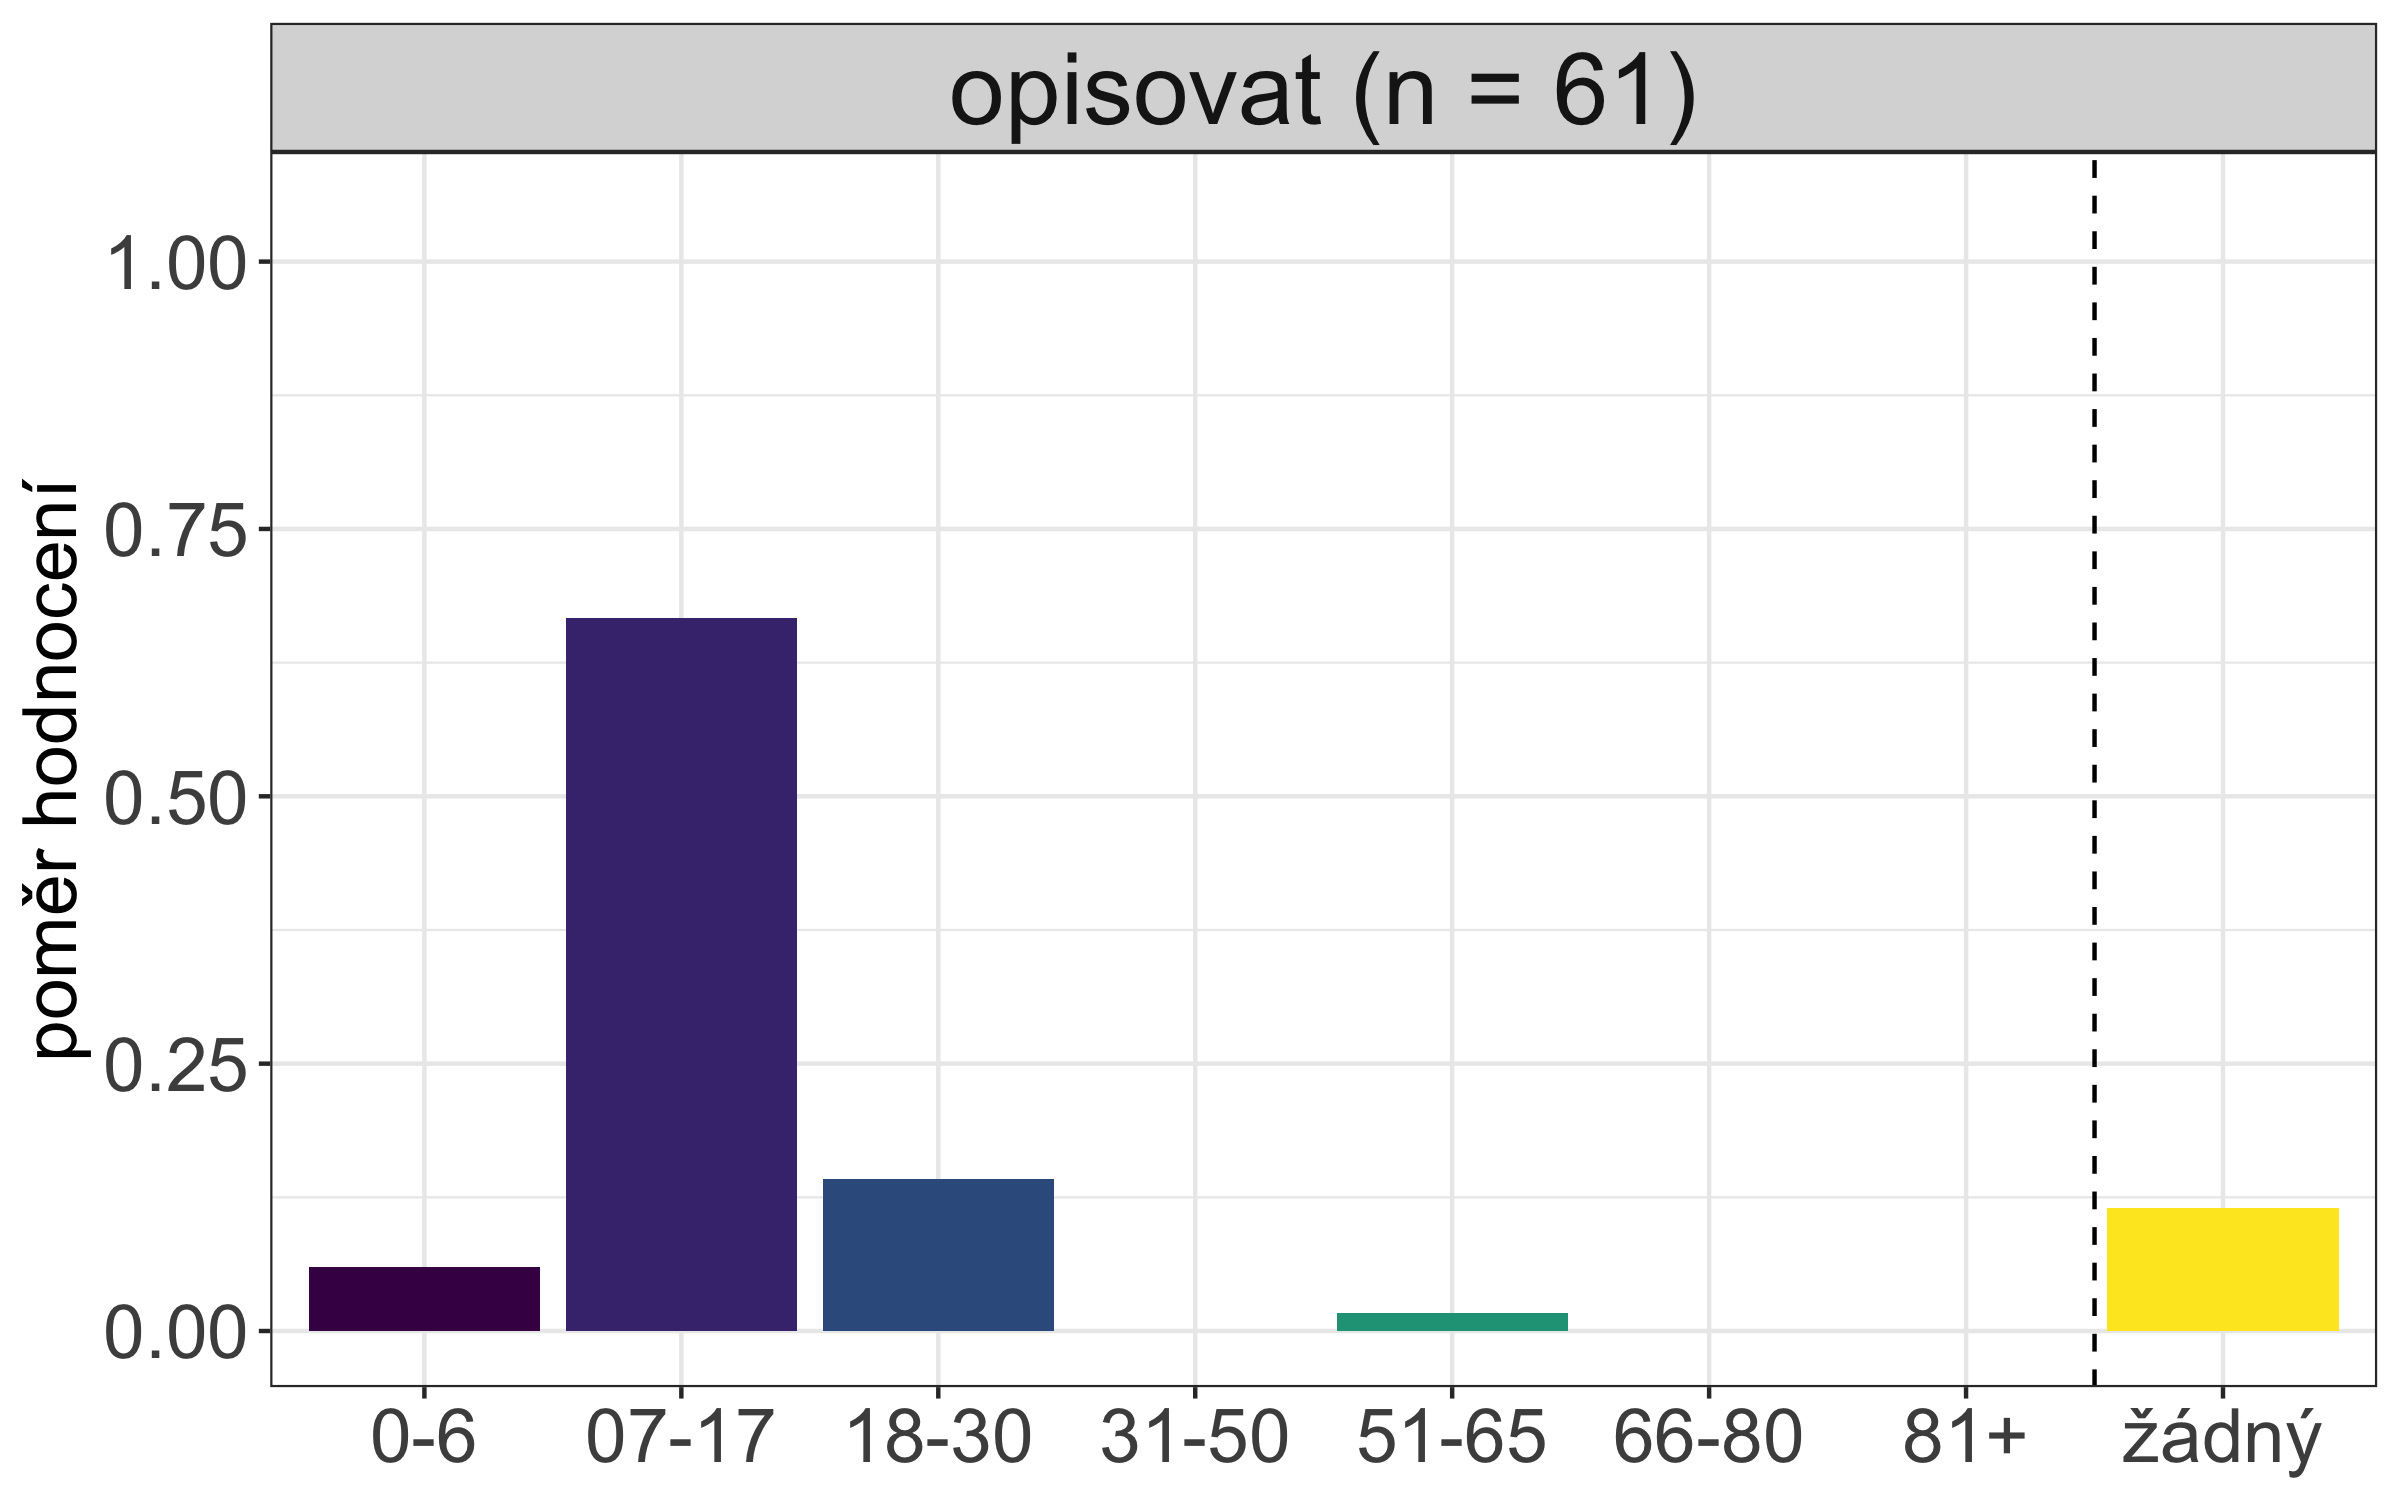 opisovat (n = 61)
poměr hodnocení
1.00
0.75
0.50
0.25
0.00
0-6 07-17 18-30 31-50 51-65 66-80 81+ žádný